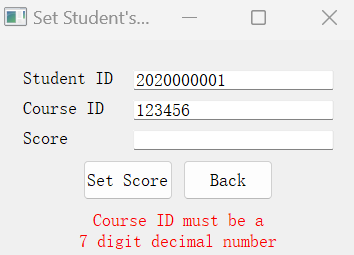 Set Student's...
Student ID 2020000001
Course ID 123456
Score
Set Score Back
Course ID must be a
7 digit decimal number